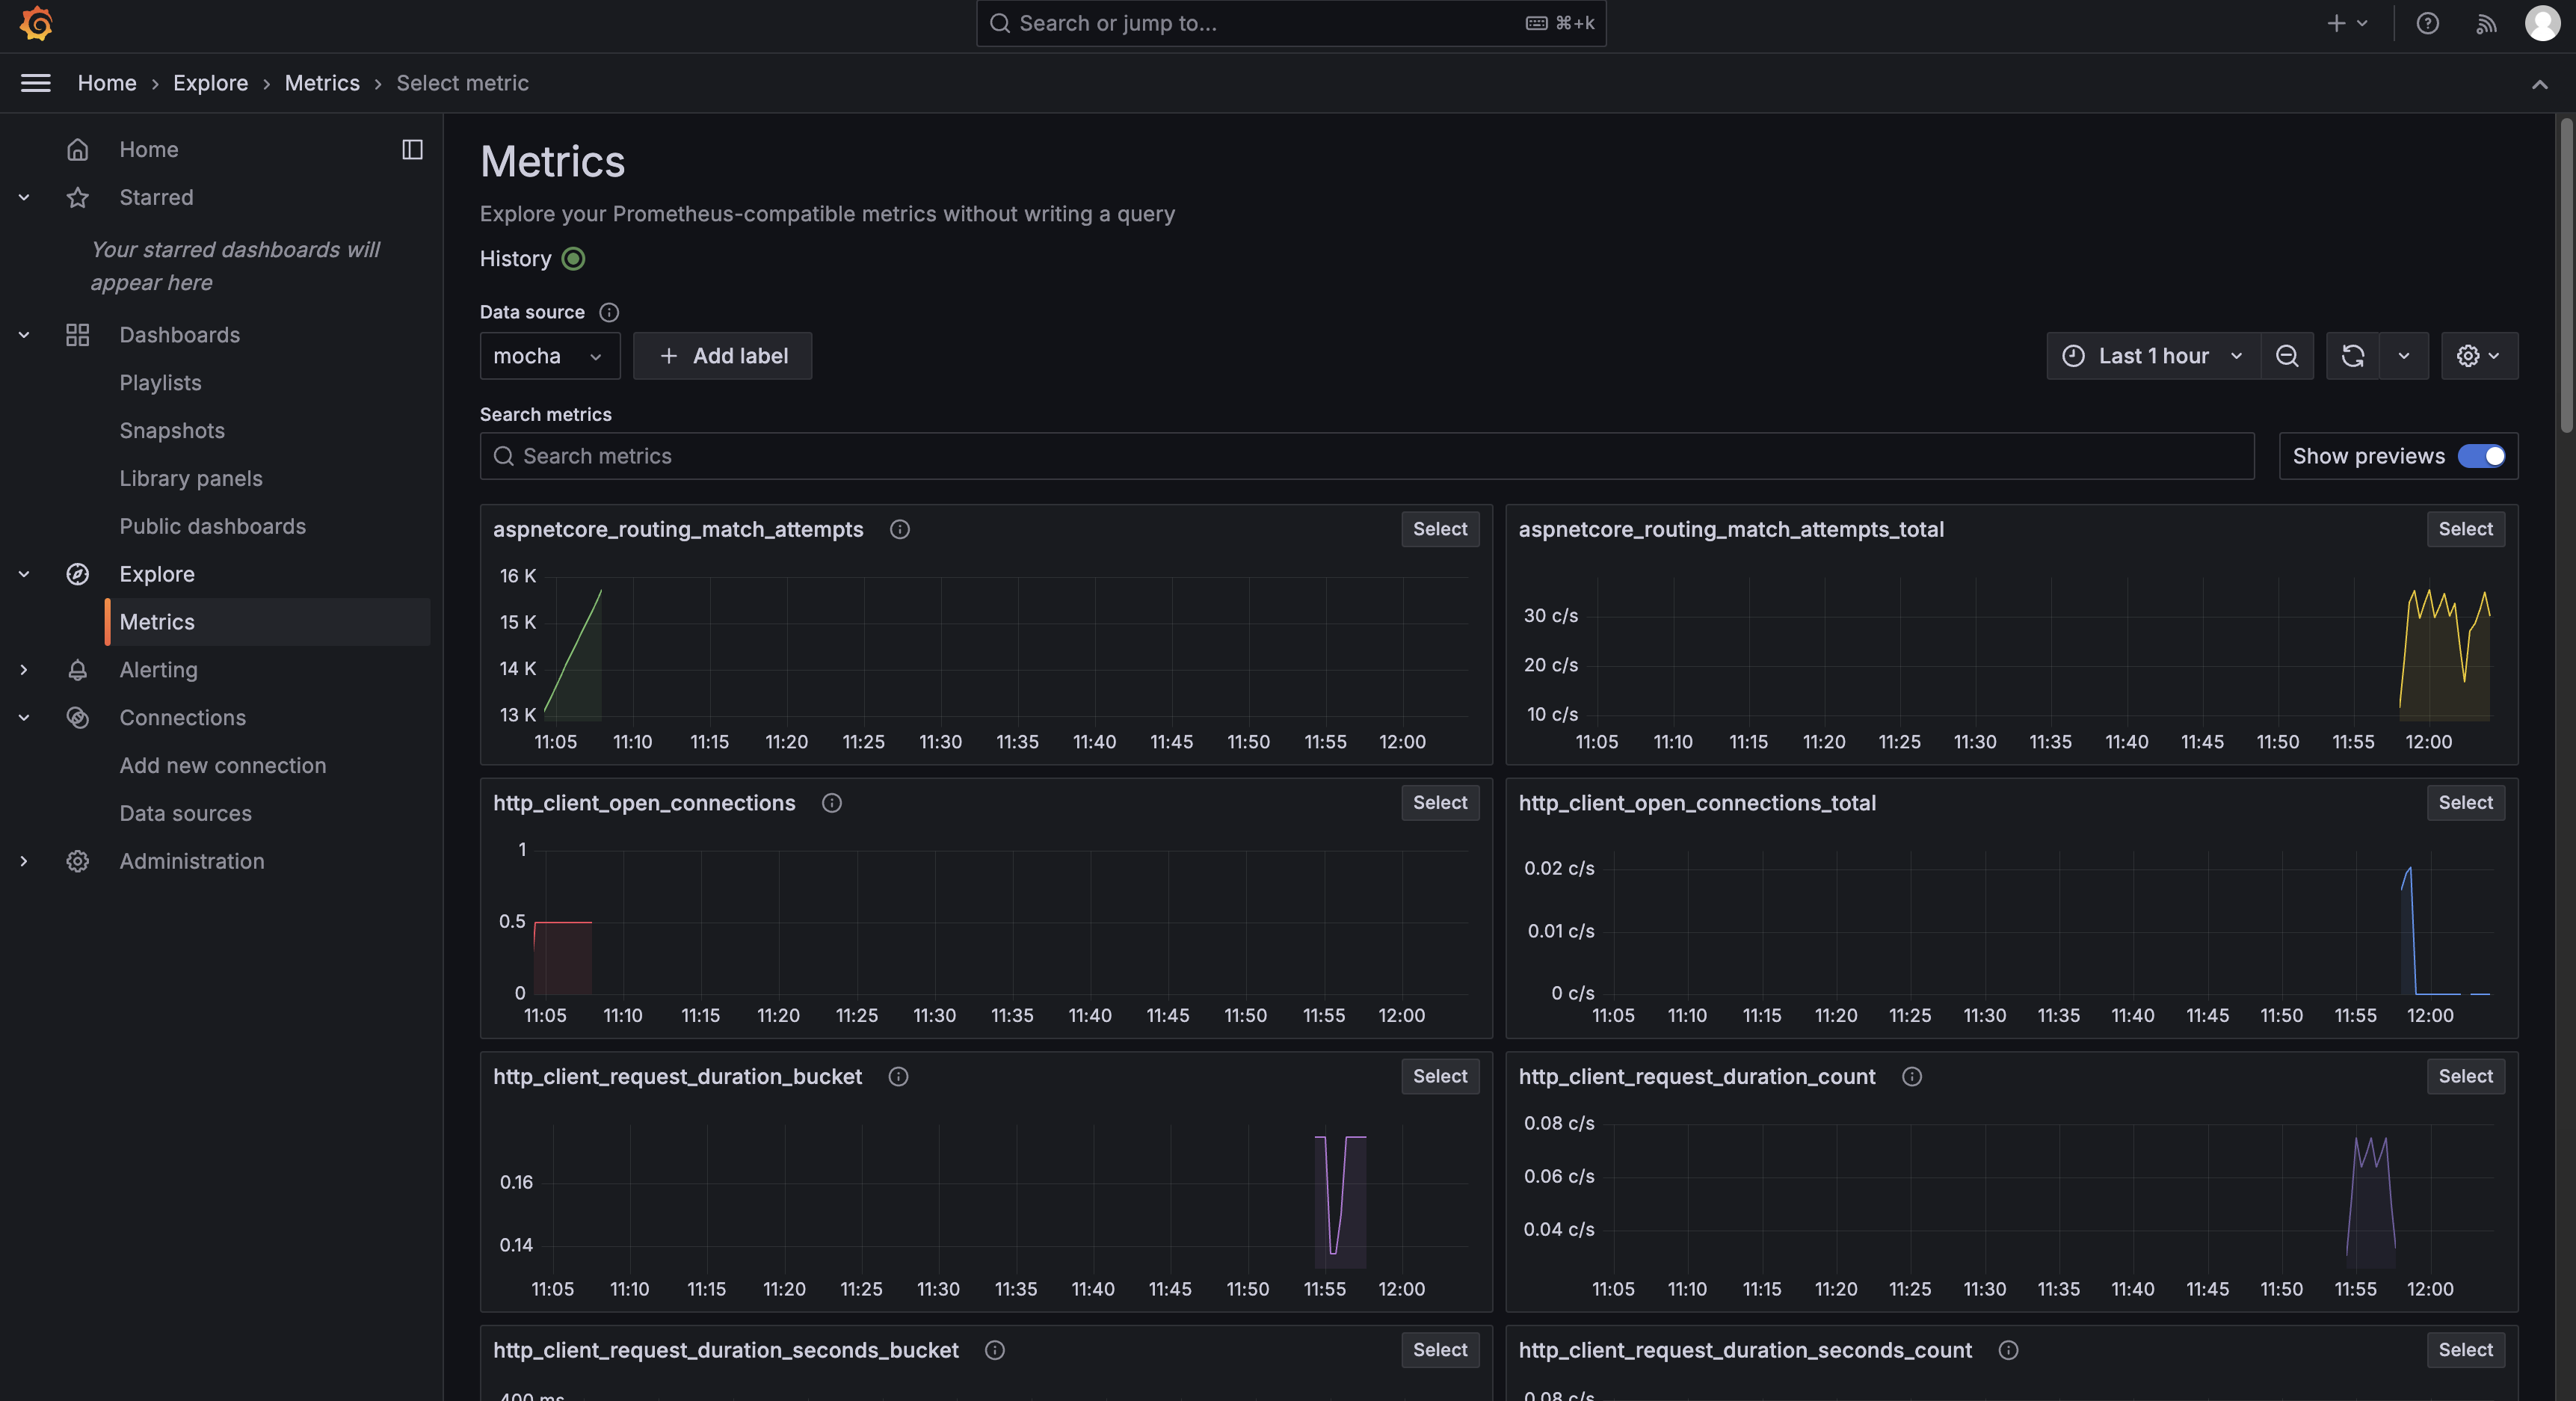 Search or jump to... ⌘+k
Home › Explore › Metrics › Select metric
Home
Starred
Your starred dashboards will
appear here
Dashboards
Playlists
Snapshots
Library panels
Public dashboards
Explore
Metrics
Alerting
Connections
Add new connection
Data sources
Administration
Metrics
Explore your Prometheus-compatible metrics without writing a query
History
Data source
mocha + Add label Last 1 hour
Search metrics
Search metrics Show previews
aspnetcore_routing_match_attempts Select
16 K
15 K
14 K
13 K
11:05 11:10 11:15 11:20 11:25 11:30 11:35 11:40 11:45 11:50 11:55 12:00
aspnetcore_routing_match_attempts_total Select
30 c/s
20 c/s
10 c/s
11:05 11:10 11:15 11:20 11:25 11:30 11:35 11:40 11:45 11:50 11:55 12:00
http_client_open_connections Select
1
0.5
0
11:05 11:10 11:15 11:20 11:25 11:30 11:35 11:40 11:45 11:50 11:55 12:00
http_client_open_connections_total Select
0.02 c/s
0.01 c/s
0 c/s
11:05 11:10 11:15 11:20 11:25 11:30 11:35 11:40 11:45 11:50 11:55 12:00
http_client_request_duration_bucket Select
0.16
0.14
11:05 11:10 11:15 11:20 11:25 11:30 11:35 11:40 11:45 11:50 11:55 12:00
http_client_request_duration_count Select
0.08 c/s
0.06 c/s
0.04 c/s
11:05 11:10 11:15 11:20 11:25 11:30 11:35 11:40 11:45 11:50 11:55 12:00
http_client_request_duration_seconds_bucket Select
400 ms
http_client_request_duration_seconds_count Select
0.08 c/s